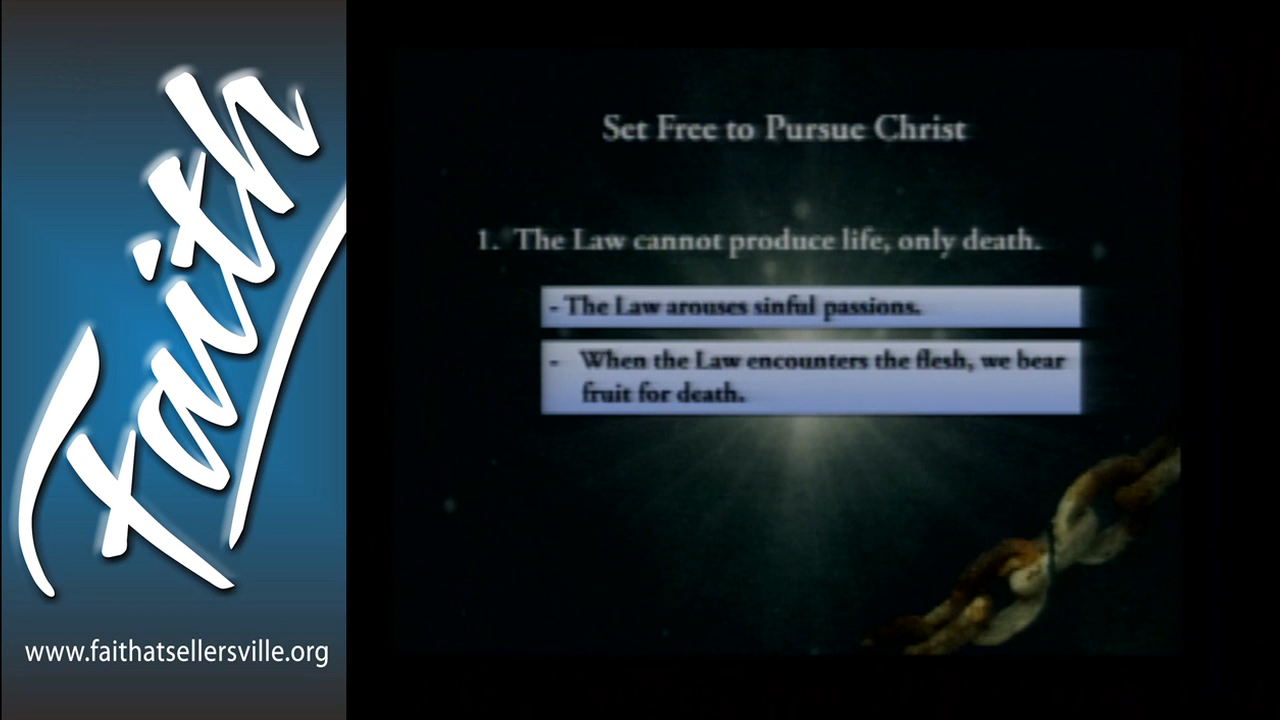 Faith
www.faithatsellersville.org
Set Free to Pursue Christ
1. The Law cannot produce life, only death.
- The Law arouses sinful passions.
- When the Law encounters the flesh, we bear
fruit for death.